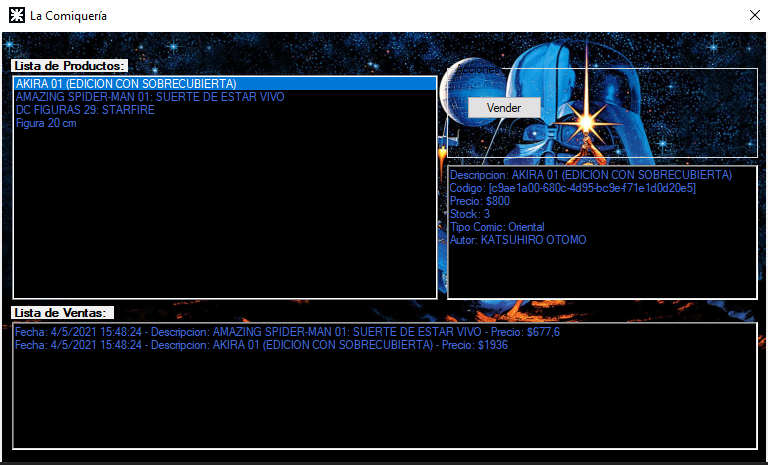 La Comiquería
Lista de Productos:
AKIRA 01 (EDICION CON SOBRECUBIERTA)
AMAZING SPIDER-MAN 01: SUERTE DE ESTAR VIVO
DC FIGURAS 29: STARFIRE
Figura 20 cm
Acciones
Vender
Descripcion: AKIRA 01 (EDICION CON SOBRECUBIERTA)
Codigo: [c9ae1a00-680c-4d95-bc9e-f71e1d0d20e5]
Precio: $800
Stock: 3
Tipo Comic: Oriental
Autor: KATSUHIRO OTOMO
Lista de Ventas:
Fecha: 4/5/2021 15:48:24 - Descripcion: AMAZING SPIDER-MAN 01: SUERTE DE ESTAR VIVO - Precio: $677,6
Fecha: 4/5/2021 15:48:24 - Descripcion: AKIRA 01 (EDICION CON SOBRECUBIERTA) - Precio: $1936